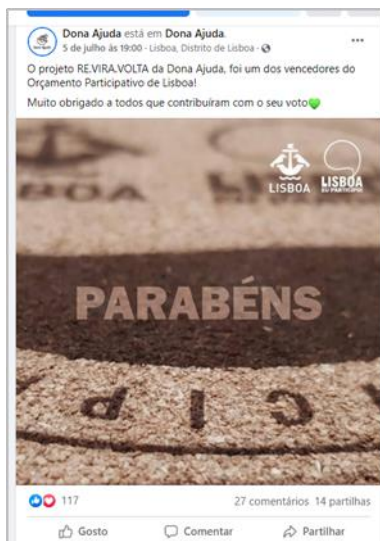 Dona Ajuda está em Dona Ajuda.
5 de julho às 19:00 · Lisboa, Distrito de Lisboa ·
O projeto RE.VIRA.VOLTA da Dona Ajuda, foi um dos vencedores do
Orçamento Participativo de Lisboa!
Muito obrigado a todos que contribuíram com o seu voto💚
LISBOA
LISBOA
EU PARTICIPO
PARABÉNS
117
27 comentários 14 partilhas
Gosto Comentar Partilhar